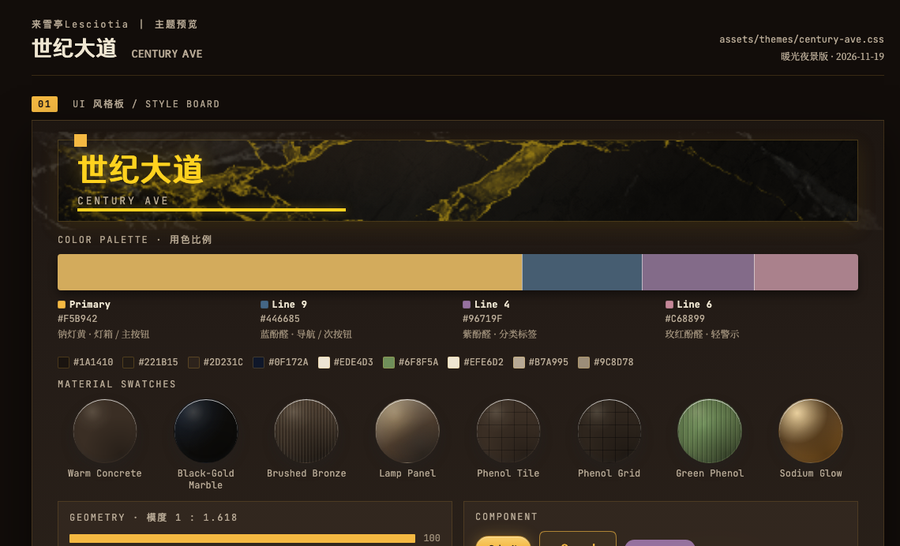 来雪亭Lesciotia | 主题预览
世纪大道 CENTURY AVE
assets/themes/century-ave.css
暖光夜景版 · 2026-11-19
01 UI 风格板 / STYLE BOARD
世纪大道
CENTURY AVE
COLOR PALETTE · 用色比例
Primary
#F5B942
钠灯黄 · 灯箱 / 主按钮
Line 9
#446685
蓝酚醛 · 导航 / 次按钮
Line 4
#96719F
紫酚醛 · 分类标签
Line 6
#C68899
玫红酚醛 · 轻警示
#1A1410 #221B15 #2D231C #0F172A #EDE4D3 #6F8F5A #EFE6D2 #B7A995 #9C8D78
MATERIAL SWATCHES
Warm Concrete
Black-Gold
Marble
Brushed Bronze
Lamp Panel
Phenol Tile
Phenol Grid
Green Phenol
Sodium Glow
GEOMETRY · 横度 1 : 1.618
100
COMPONENT